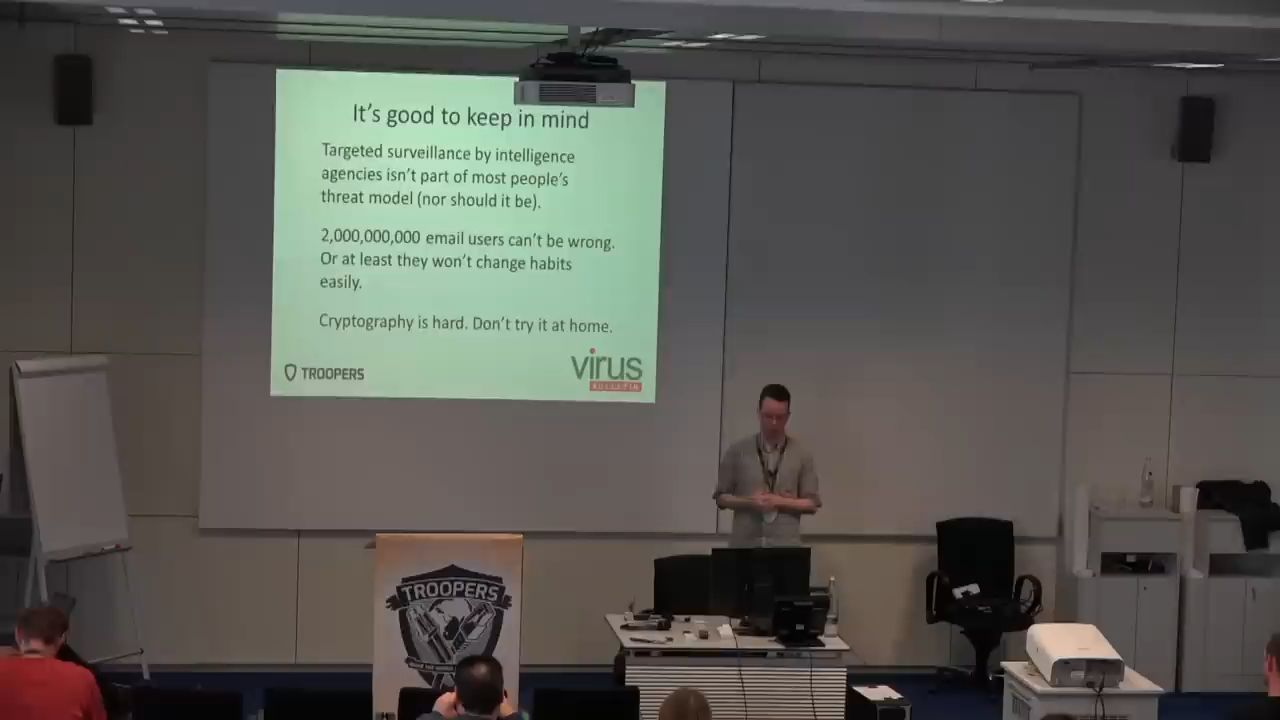 It's good to keep in mind
Targeted surveillance by intelligence
agencies isn't part of most people's
threat model (nor should it be).
2,000,000,000 email users can't be wrong.
Or at least they won't change habits
easily.
Cryptography is hard. Don't try it at home.
TROOPERS
virus
BULLETIN
TROOPERS